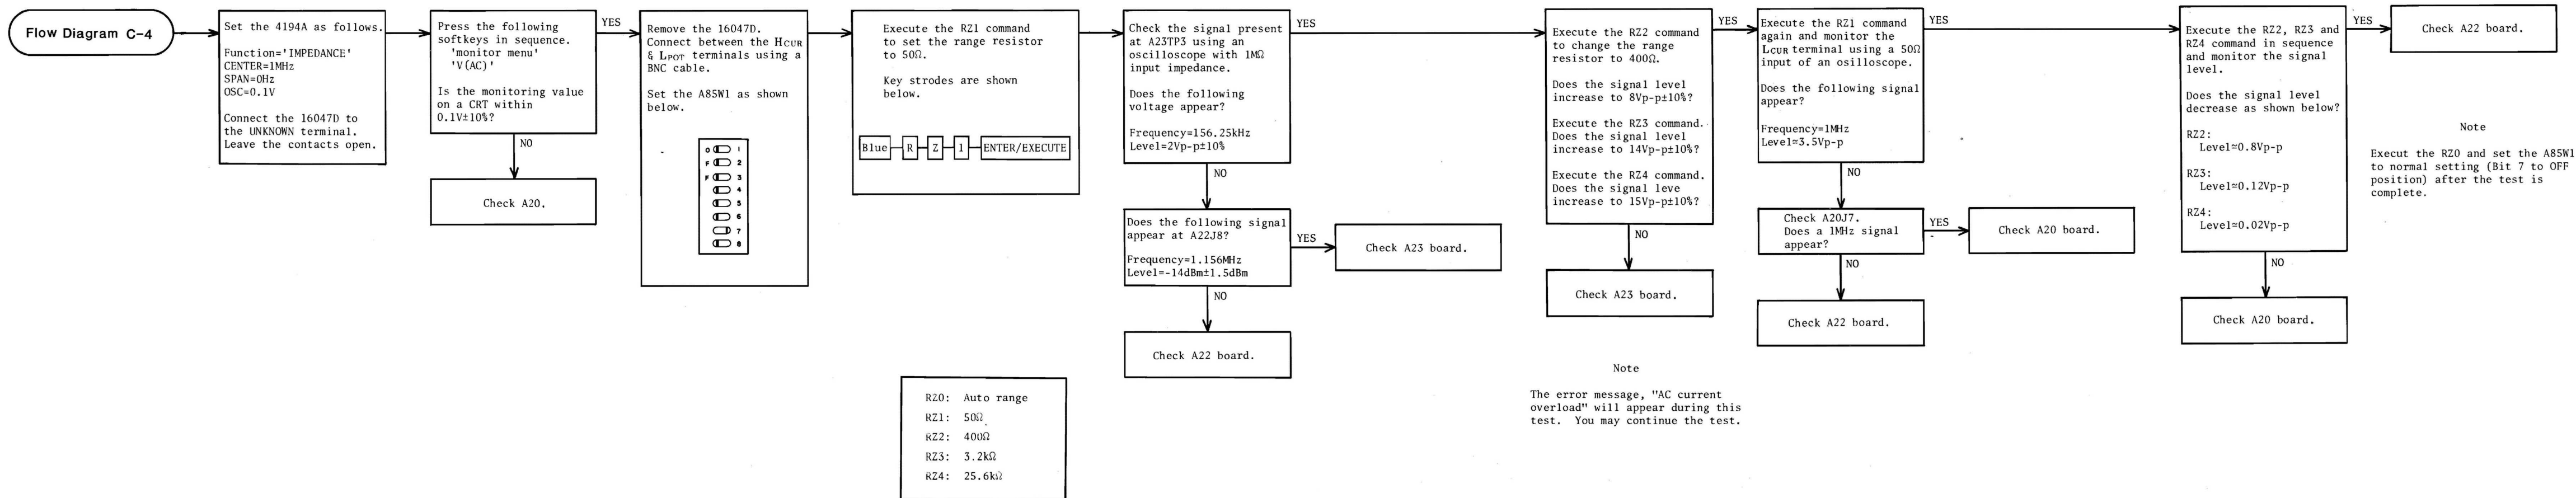 Flow Diagram C-4
Set the 4194A as follows.
Function='IMPEDANCE'
CENTER=1MHz
SPAN=0Hz
OSC=0.1V
Connect the 16047D to
the UNKNOWN terminal.
Leave the contacts open.
Press the following
softkeys in sequence.
'monitor menu'
'V(AC)'
Is the monitoring value
on a CRT within
0.1V±10%?
YES
NO
Check A20.
Remove the 16047D.
Connect between the HCUR
& LPOT terminals using a
BNC cable.
Set the A85W1 as shown
below.
O 1
F 2
F 3
4
5
6
7
8
Execute the RZ1 command
to set the range resistor
to 50Ω.
Key strodes are shown
below.
Blue R Z 1 ENTER/EXECUTE
Check the signal present
at A23TP3 using an
oscilloscope with 1MΩ
input impedance.
Does the following
voltage appear?
Frequency=156.25kHz
Level=2Vp-p±10%
YES
NO
Does the following signal
appear at A22J8?
Frequency=1.156MHz
Level=-14dBm±1.5dBm
YES
Check A23 board.
NO
Check A22 board.
Execute the RZ2 command
to change the range
resistor to 400Ω.
Does the signal level
increase to 8Vp-p±10%?
Execute the RZ3 command.
Does the signal level
increase to 14Vp-p±10%?
Execute the RZ4 command.
Does the signal leve
increase to 15Vp-p±10%?
YES
NO
Check A23 board.
Note
The error message, "AC current
overload" will appear during this
test. You may continue the test.
Execute the RZ1 command
again and monitor the
LCUR terminal using a 50Ω
input of an osilloscope.
Does the following signal
appear?
Frequency=1MHz
Level≃3.5Vp-p
YES
NO
Check A20J7.
Does a 1MHz signal
appear?
YES
Check A20 board.
NO
Check A22 board.
Execute the RZ2, RZ3 and
RZ4 command in sequence
and monitor the signal
level.
Does the signal level
decrease as shown below?
RZ2:
Level≃0.8Vp-p
RZ3:
Level≃0.12Vp-p
RZ4:
Level≃0.02Vp-p
YES
Check A22 board.
NO
Check A20 board.
Note
Execut the RZ0 and set the A85W1
to normal setting (Bit 7 to OFF
position) after the test is
complete.
RZ0: Auto range
RZ1: 50Ω
RZ2: 400Ω
RZ3: 3.2kΩ
RZ4: 25.6kΩ